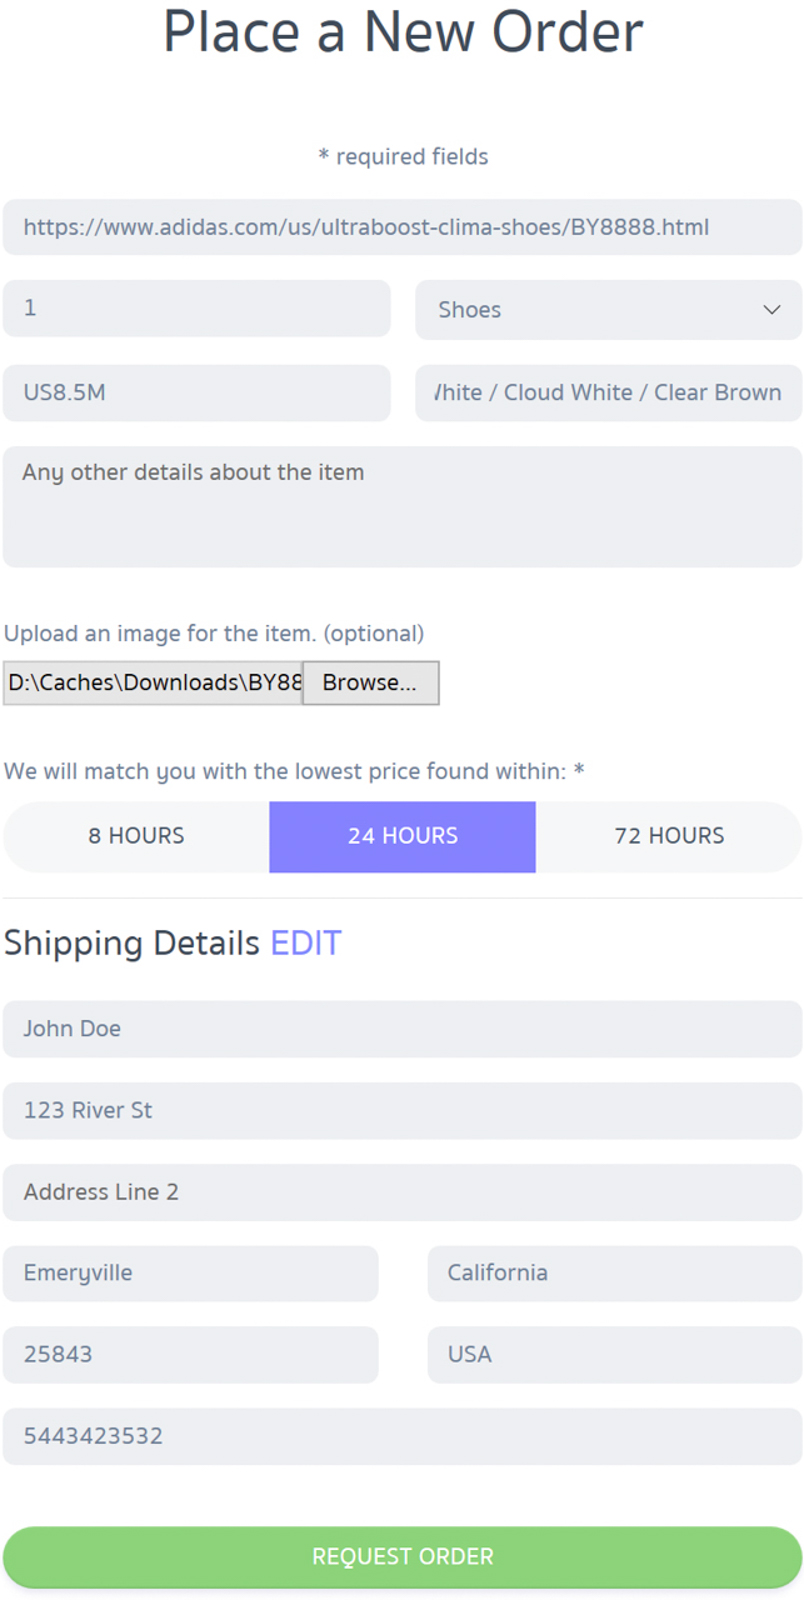 Place a New Order
* required fields
https://www.adidas.com/us/ultraboost-clima-shoes/BY8888.html
1 Shoes
US8.5M / Cloud White / Clear Brown
Any other details about the item
Upload an image for the item. (optional)
D:\Caches\Downloads\BY88 Browse...
We will match you with the lowest price found within: *
8 HOURS 24 HOURS 72 HOURS
Shipping Details EDIT
John Doe
123 River St
Address Line 2
Emeryville California
25843 USA
5443423532
REQUEST ORDER